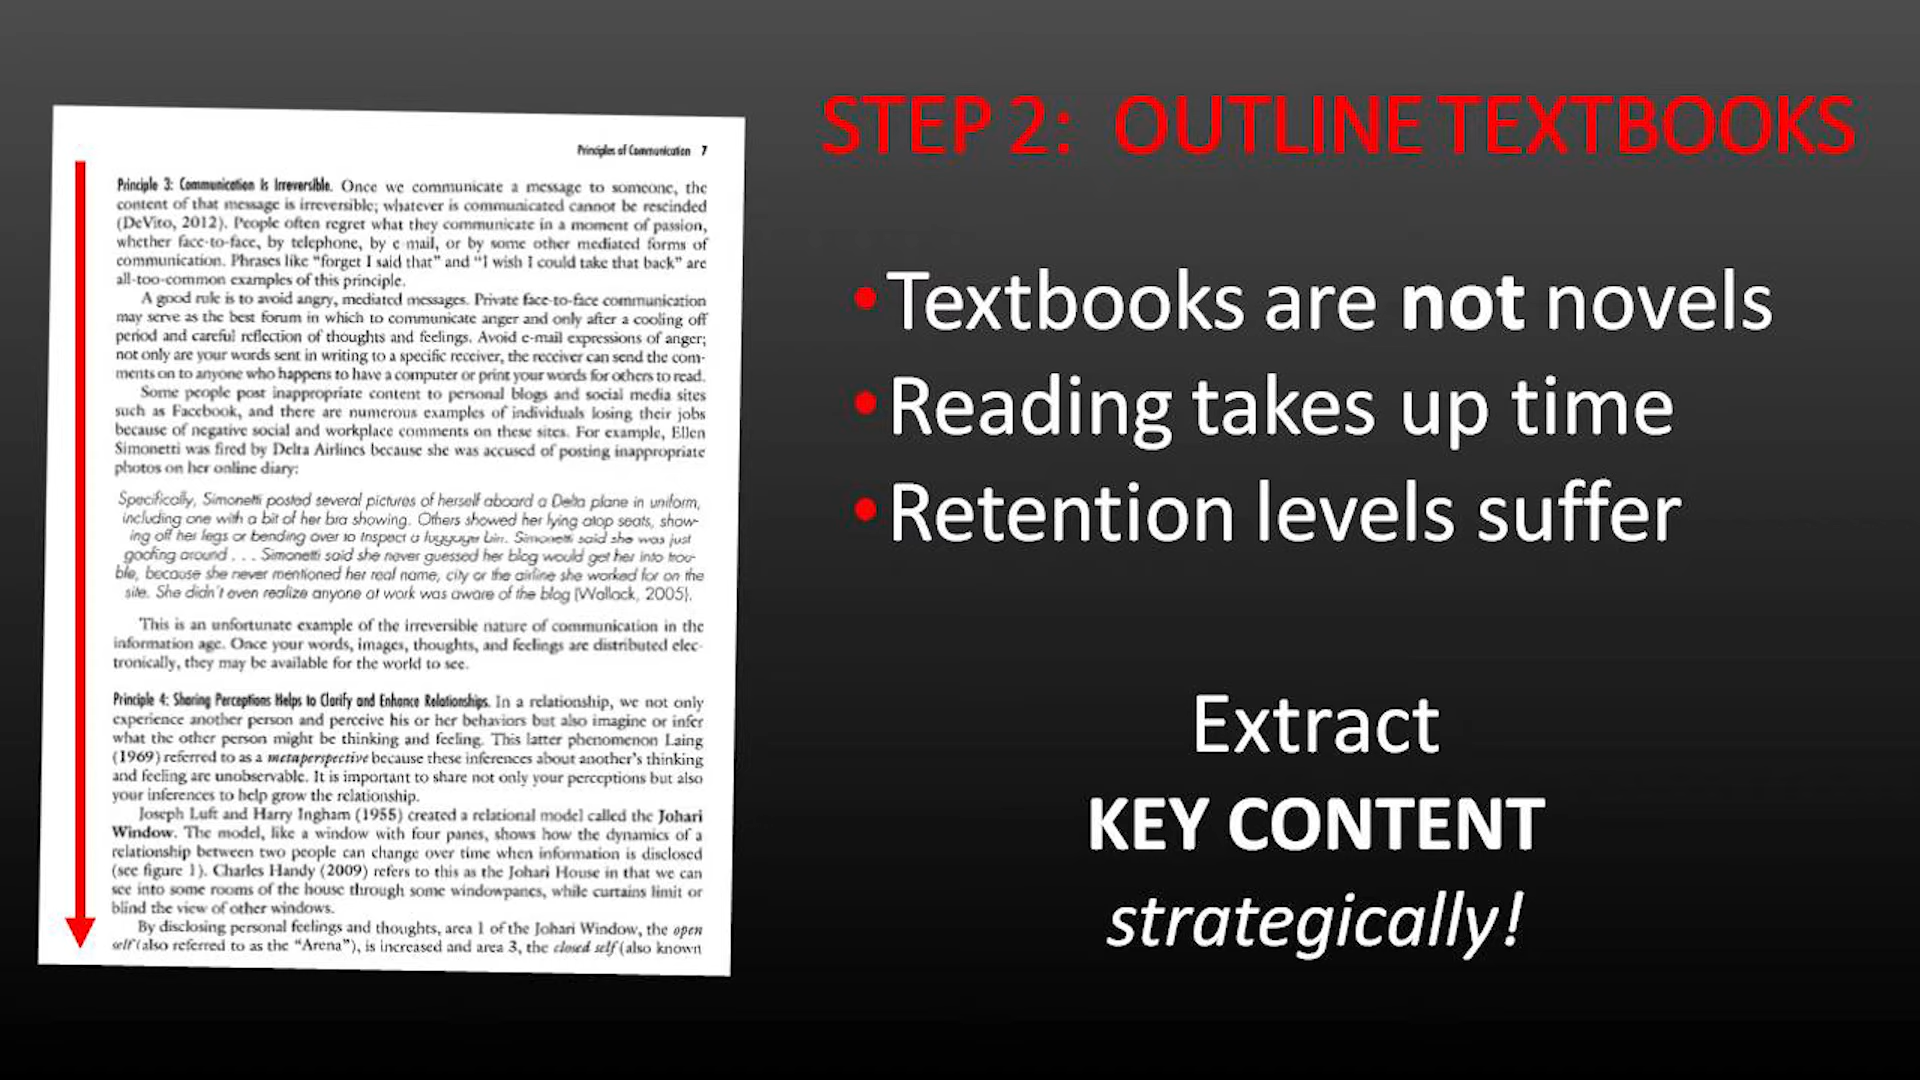 Principles of Communication 7
Principle 3: Communication Is Irreversible. Once we communicate a message to someone, the
content of that message is irreversible; whatever is communicated cannot be rescinded
(DeVito, 2012). People often regret what they communicate in a moment of passion,
whether face-to-face, by telephone, by e-mail, or by some other mediated forms of
communication. Phrases like "forget I said that" and "I wish I could take that back" are
all-too-common examples of this principle.
A good rule is to avoid angry, mediated messages. Private face-to-face communication
may serve as the best forum in which to communicate anger and only after a cooling off
period and careful reflection of thoughts and feelings. Avoid e-mail expressions of anger;
not only are your words sent in writing to a specific receiver, the receiver can send the com-
ments on to anyone who happens to have a computer or print your words for others to read.
Some people post inappropriate content to personal blogs and social media sites
such as Facebook, and there are numerous examples of individuals losing their jobs
because of negative social and workplace comments on these sites. For example, Ellen
Simonetti was fired by Delta Airlines because she was accused of posting inappropriate
photos on her online diary:
Specifically, Simonetti posted several pictures of herself aboard a Delta plane in uniform,
including one with a bit of her bra showing. Others showed her lying atop seats, show-
ing off her legs or bending over to inspect a luggage bin. Simonetti said she was just
goofing around . . . Simonetti said she never guessed her blog would get her into trou-
ble, because she never mentioned her real name, city or the airline she worked for on the
site. She didn't even realize anyone at work was aware of the blog (Wallack, 2005).
This is an unfortunate example of the irreversible nature of communication in the
information age. Once your words, images, thoughts, and feelings are distributed elec-
tronically, they may be available for the world to see.
Principle 4: Sharing Perceptions Helps to Clarify and Enhance Relationships. In a relationship, we not only
experience another person and perceive his or her behaviors but also imagine or infer
what the other person might be thinking and feeling. This latter phenomenon Laing
(1969) referred to as a metaperspective because these inferences about another's thinking
and feeling are unobservable. It is important to share not only your perceptions but also
your inferences to help grow the relationship.
Joseph Luft and Harry Ingham (1955) created a relational model called the Johari
Window. The model, like a window with four panes, shows how the dynamics of a
relationship between two people can change over time when information is disclosed
(see figure 1). Charles Handy (2009) refers to this as the Johari House in that we can
see into some rooms of the house through some windowpanes, while curtains limit or
blind the view of other windows.
By disclosing personal feelings and thoughts, area 1 of the Johari Window, the open
self (also referred to as the "Arena"), is increased and area 3, the closed self (also known
STEP 2: OUTLINE TEXTBOOKS
•Textbooks are not novels
•Reading takes up time
•Retention levels suffer
Extract
KEY CONTENT
strategically!